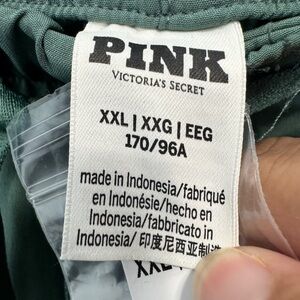 PINK
VICTORIA'S SECRET
XXL | XXG | EEG
170/96A
made in Indonesia/fabriqué
en Indonésie/hecho en
Indonesia/fabbricato in
Indonesia/ 印度尼西亚制造
XXL